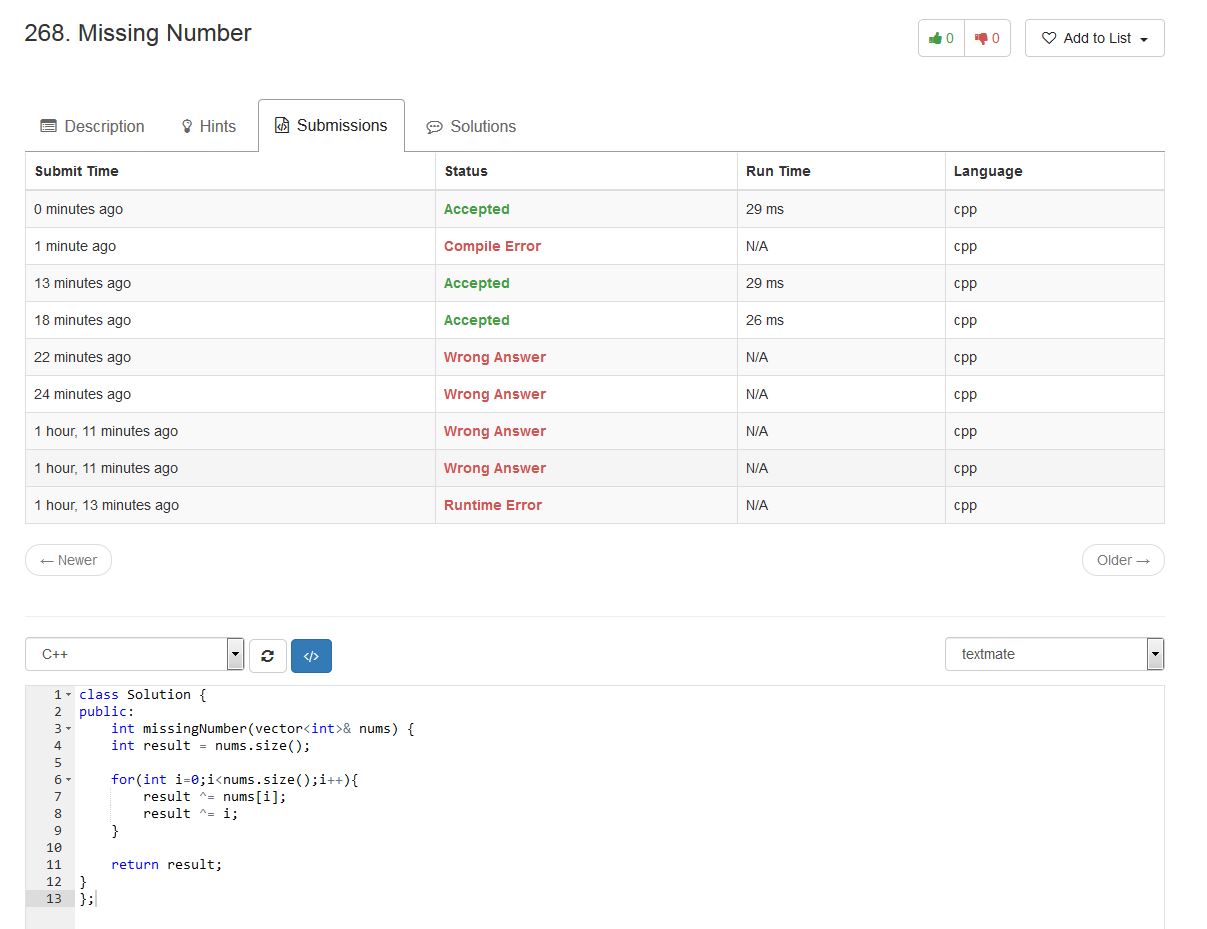 268. Missing Number
0 0 Add to List
Description Hints Submissions Solutions
Submit Time Status Run Time Language
0 minutes ago Accepted 29 ms cpp
1 minute ago Compile Error N/A cpp
13 minutes ago Accepted 29 ms cpp
18 minutes ago Accepted 26 ms cpp
22 minutes ago Wrong Answer N/A cpp
24 minutes ago Wrong Answer N/A cpp
1 hour, 11 minutes ago Wrong Answer N/A cpp
1 hour, 11 minutes ago Wrong Answer N/A cpp
1 hour, 13 minutes ago Runtime Error N/A cpp
← Newer Older →
C++ </> textmate
1 class Solution {
2 public:
3     int missingNumber(vector<int>& nums) {
4     int result = nums.size();
5
6     for(int i=0;i<nums.size();i++){
7         result ^= nums[i];
8         result ^= i;
9     }
10
11     return result;
12 }
13 };